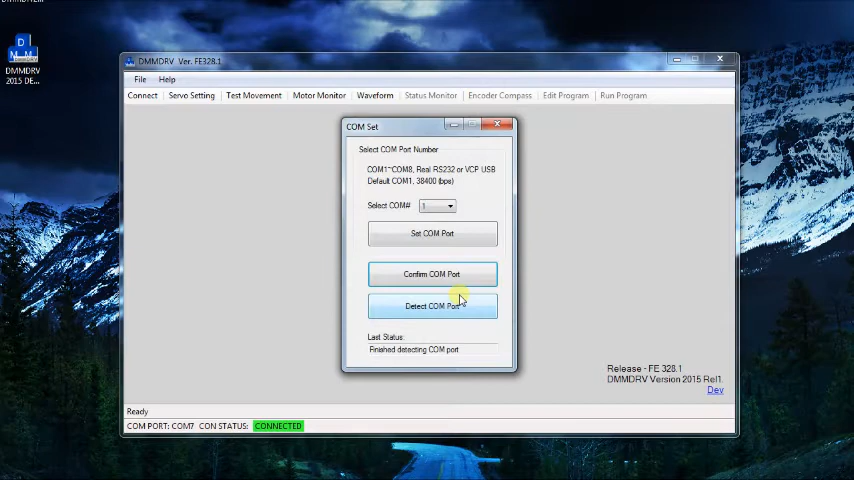 DMMDRV
2015 DE...
DMMDRV Ver. FE328.1
File Help
Connect Servo Setting Test Movement Motor Monitor Waveform Status Monitor Encoder Compass Edit Program Run Program
COM Set
Select COM Port Number
COM1~COM8, Real RS232 or VCP USB
Default COM1, 38400 (bps)
Select COM# 1
Set COM Port
Confirm COM Port
Detect COM Port
Last Status:
Finished detecting COM port
Release - FE 328.1
DMMDRV Version 2015 Rel1.
Dev
Ready
COM PORT: COM7 CON STATUS: CONNECTED